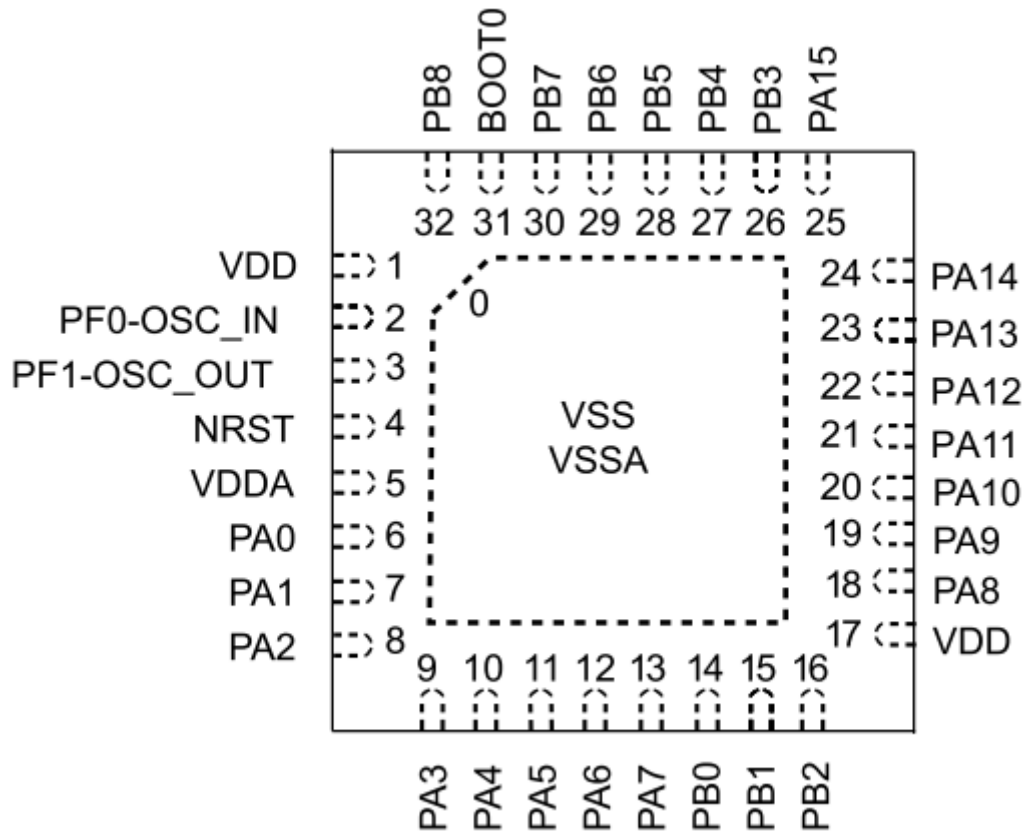 PB8 BOOT0 PB7 PB6 PB5 PB4 PB3 PA15
32 31 30 29 28 27 26 25
VDD 1
PF0-OSC_IN 2
PF1-OSC_OUT 3
NRST 4
VDDA 5
PA0 6
PA1 7
PA2 8
0
VSS
VSSA
24 PA14
23 PA13
22 PA12
21 PA11
20 PA10
19 PA9
18 PA8
17 VDD
9 10 11 12 13 14 15 16
PA3 PA4 PA5 PA6 PA7 PB0 PB1 PB2